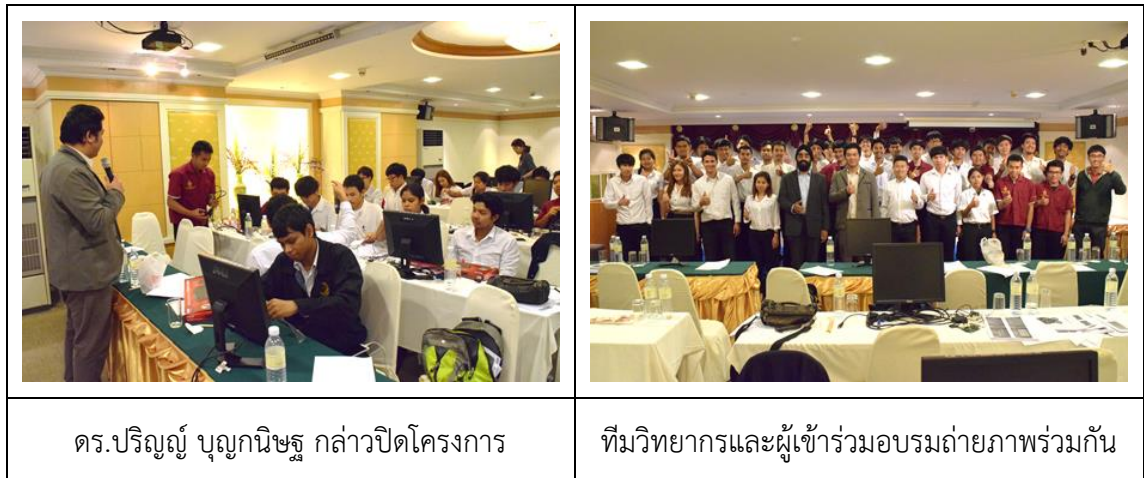 ดร.ปริญญ์ บุญกนิษฐ กล่าวปิดโครงการ
ทีมวิทยากรและผู้เข้าร่วมอบรมถ่ายภาพร่วมกัน